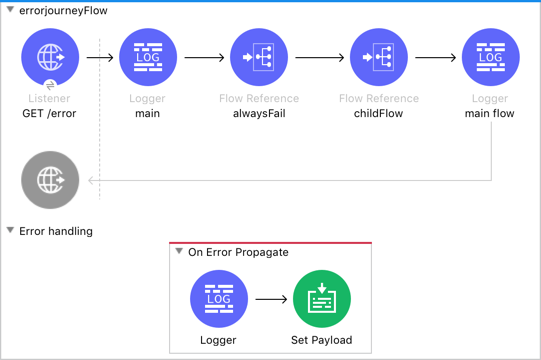 errorjourneyFlow
LOG
LOG
Listener
Logger
Flow Reference
Flow Reference
Logger
GET /error
main
alwaysFail
childFlow
main flow
Error handling
On Error Propagate
LOG
Logger
Set Payload